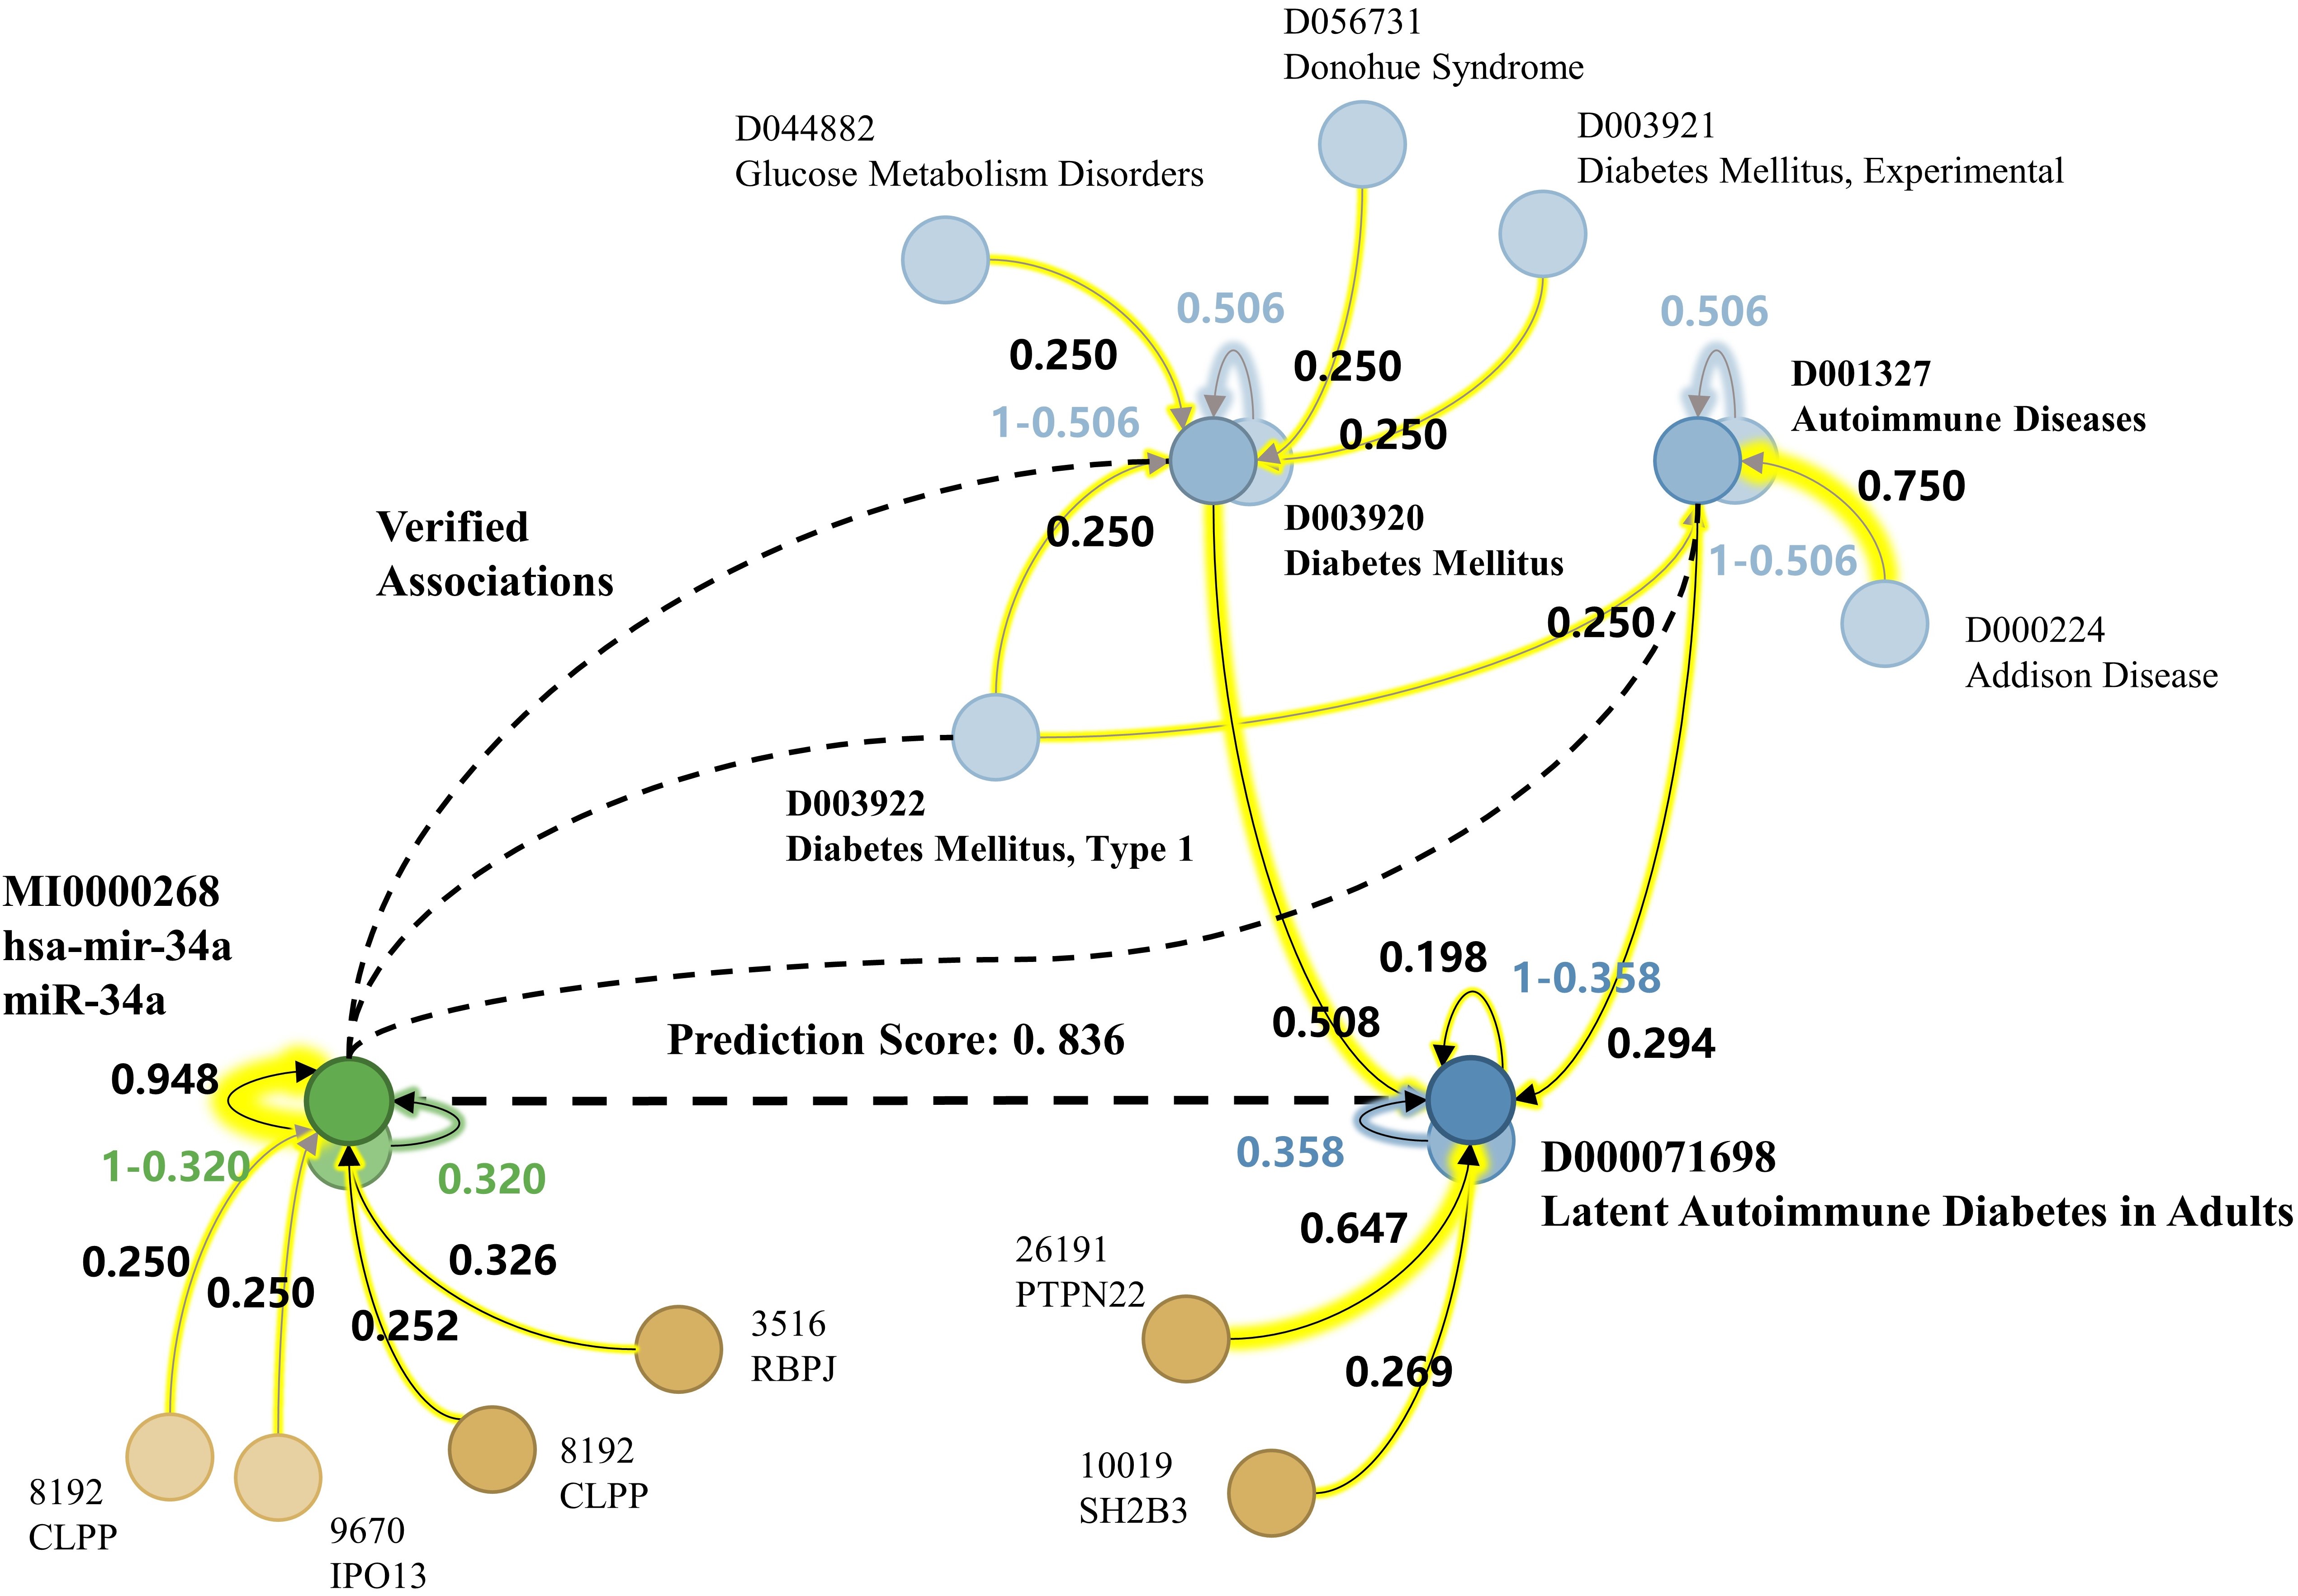 D056731
Donohue Syndrome
D044882
Glucose Metabolism Disorders
D003921
Diabetes Mellitus, Experimental
0.506
0.506
0.250
0.250
D001327
Autoimmune Diseases
1-0.506
0.250
0.750
Verified
Associations
0.250
D003920
Diabetes Mellitus
1-0.506
0.250
D000224
Addison Disease
D003922
Diabetes Mellitus, Type 1
MI0000268
hsa-mir-34a
miR-34a
0.198
1-0.358
0.508
0.294
Prediction Score: 0. 836
0.948
1-0.320
0.320
0.358
D000071698
Latent Autoimmune Diabetes in Adults
0.647
26191
PTPN22
0.250
0.250
0.326
0.252
3516
RBPJ
0.269
8192
CLPP
9670
IPO13
8192
CLPP
10019
SH2B3